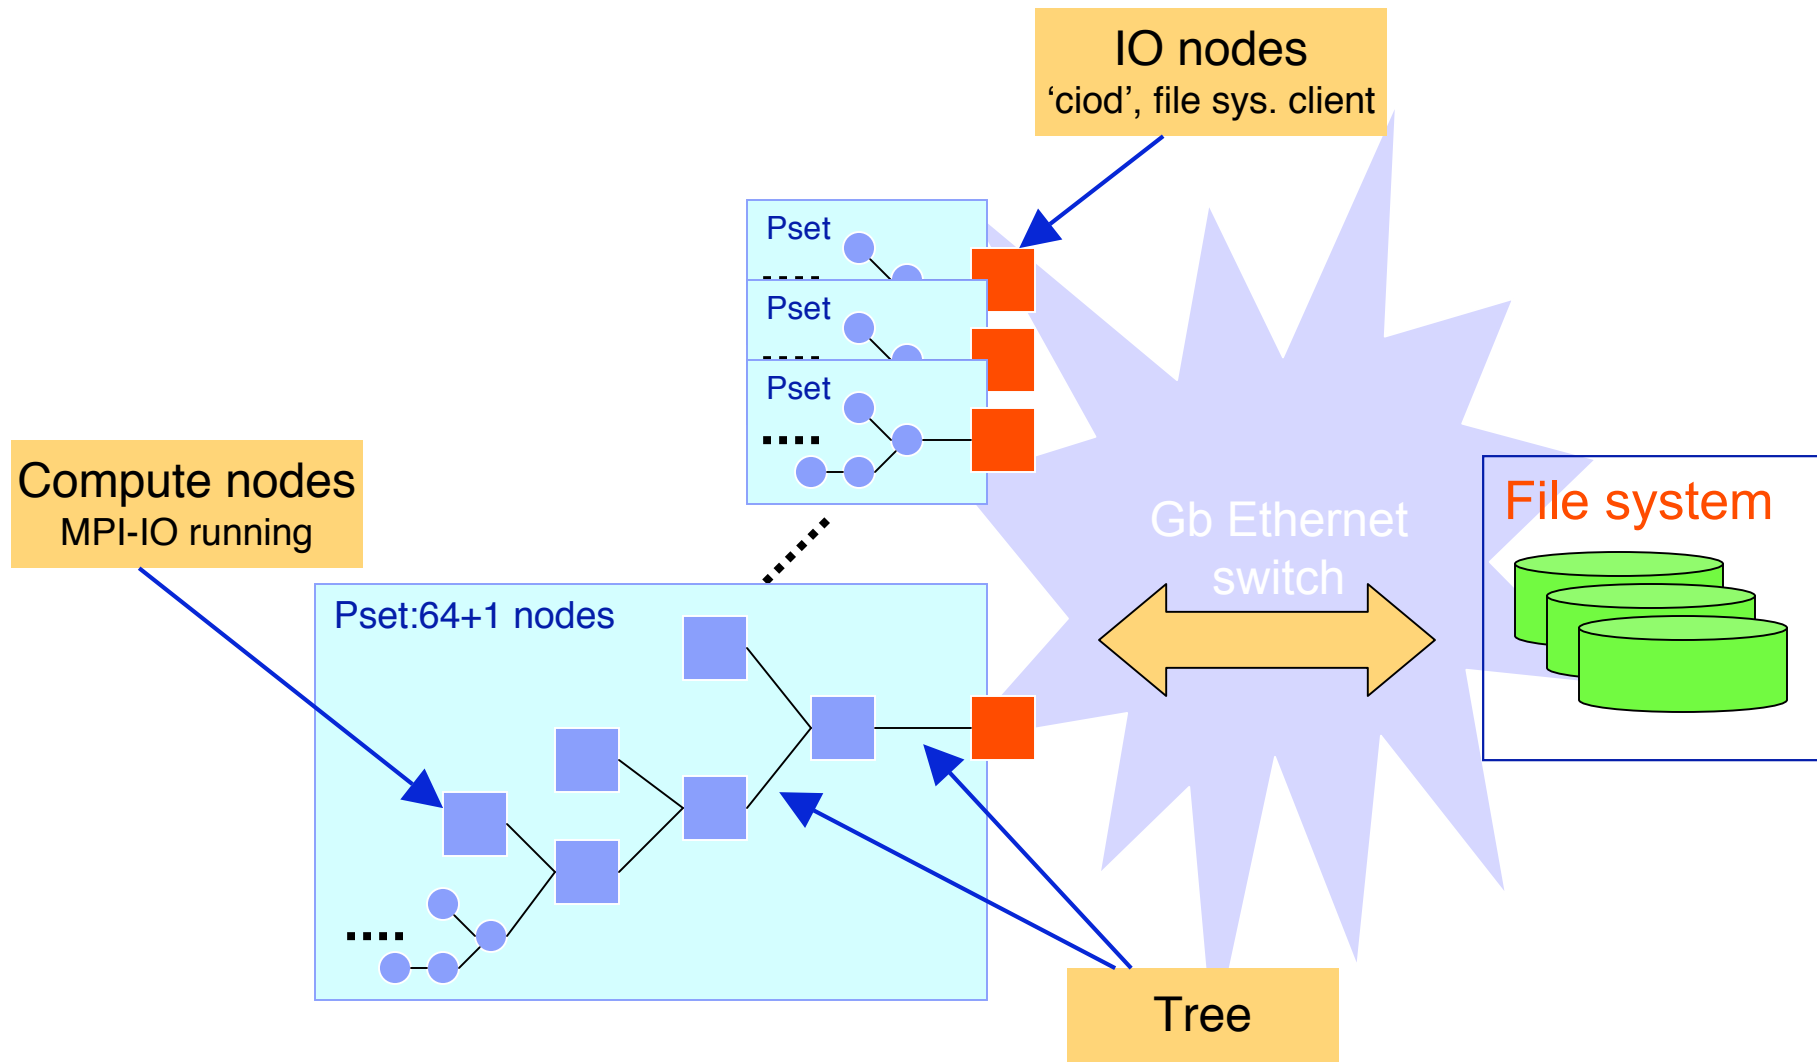 IO nodes
‘ciod’, file sys. client
Pset
Pset
Pset
Compute nodes
MPI-IO running
Gb Ethernet
switch
File system
Pset:64+1 nodes
Tree